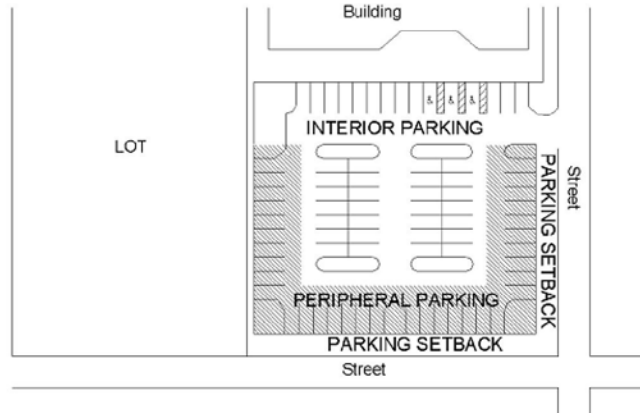 Building
INTERIOR PARKING
LOT
PARKING SETBACK
Street
PERIPHERAL PARKING
PARKING SETBACK
Street